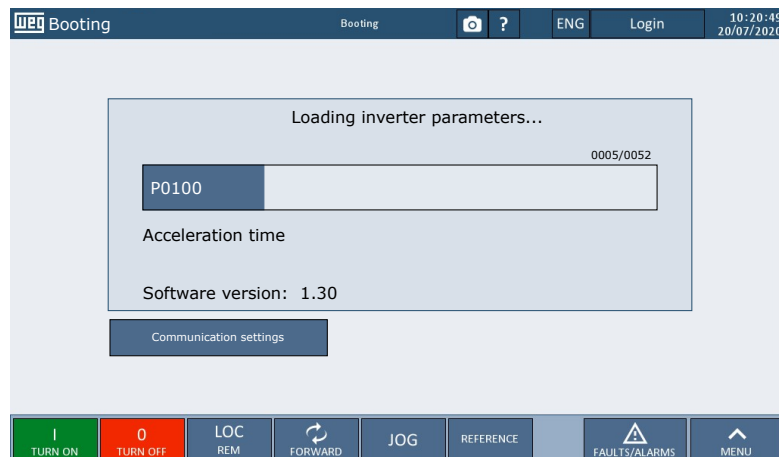 WEG Booting
Booting
?
ENG
Login
10:20:49
20/07/2020
Loading inverter parameters...
0005/0052
P0100
Acceleration time
Software version: 1.30
Communication settings
I
TURN ON
0
TURN OFF
LOC
REM
FORWARD
JOG
REFERENCE
FAULTS/ALARMS
MENU